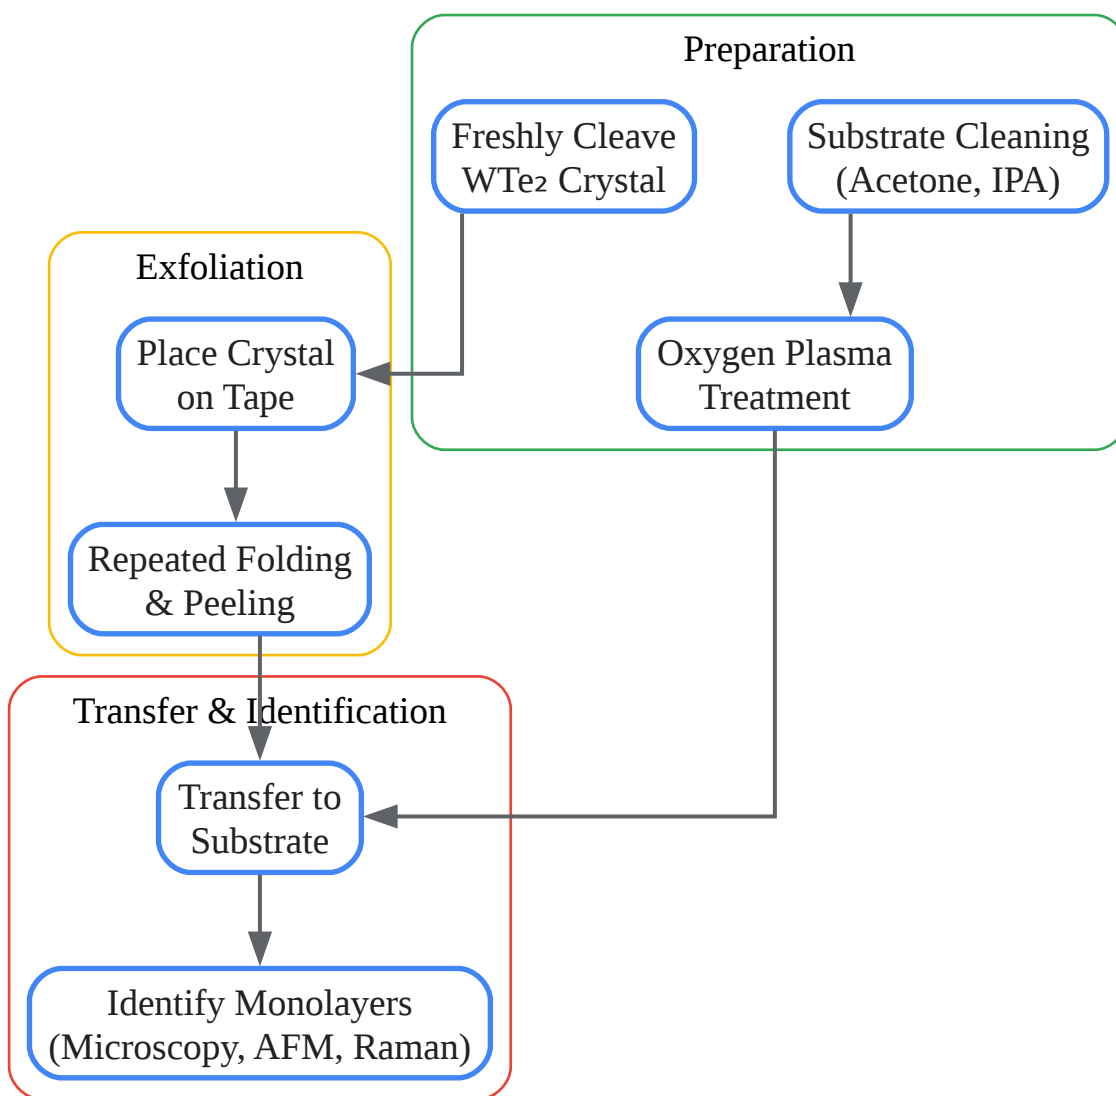 Preparation
Freshly Cleave
WTe₂ Crystal
Substrate Cleaning
(Acetone, IPA)
Oxygen Plasma
Treatment
Exfoliation
Place Crystal
on Tape
Repeated Folding
& Peeling
Transfer & Identification
Transfer to
Substrate
Identify Monolayers
(Microscopy, AFM, Raman)